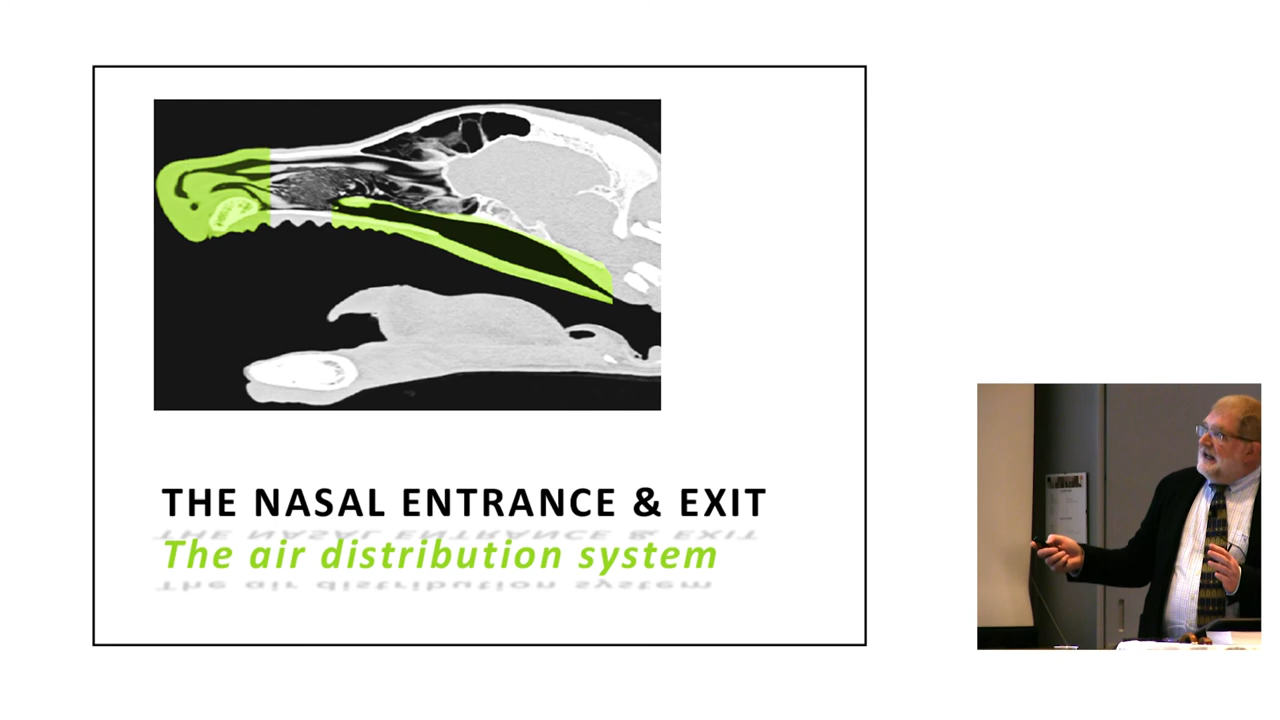 THE NASAL ENTRANCE & EXIT
The air distribution system